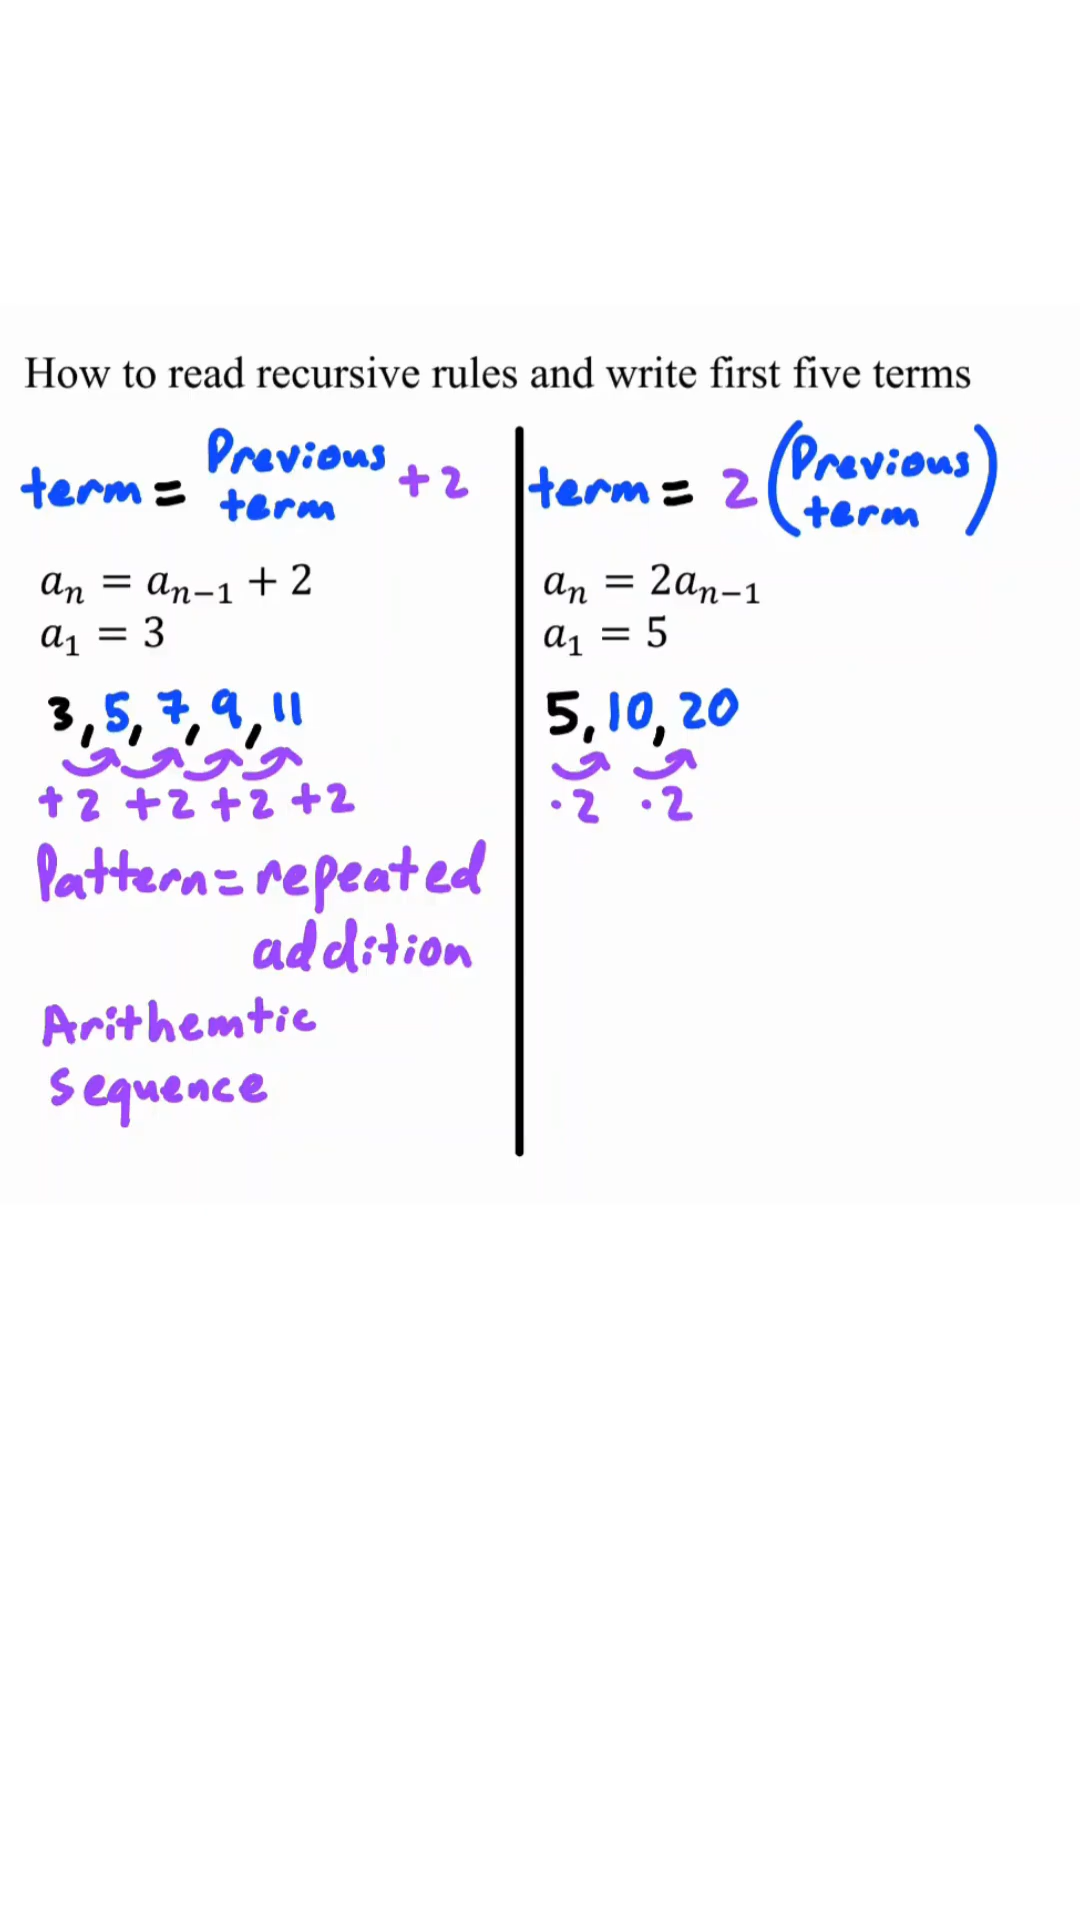 How to read recursive rules and write first five terms
term = Previous term + 2
aₙ = aₙ₋₁ + 2
a₁ = 3
3, 5, 7, 9, 11
+2 +2 +2 +2
Pattern = repeated
addition
Arithemtic
sequence
term = 2 (Previous term)
aₙ = 2aₙ₋₁
a₁ = 5
5, 10, 20
·2 ·2